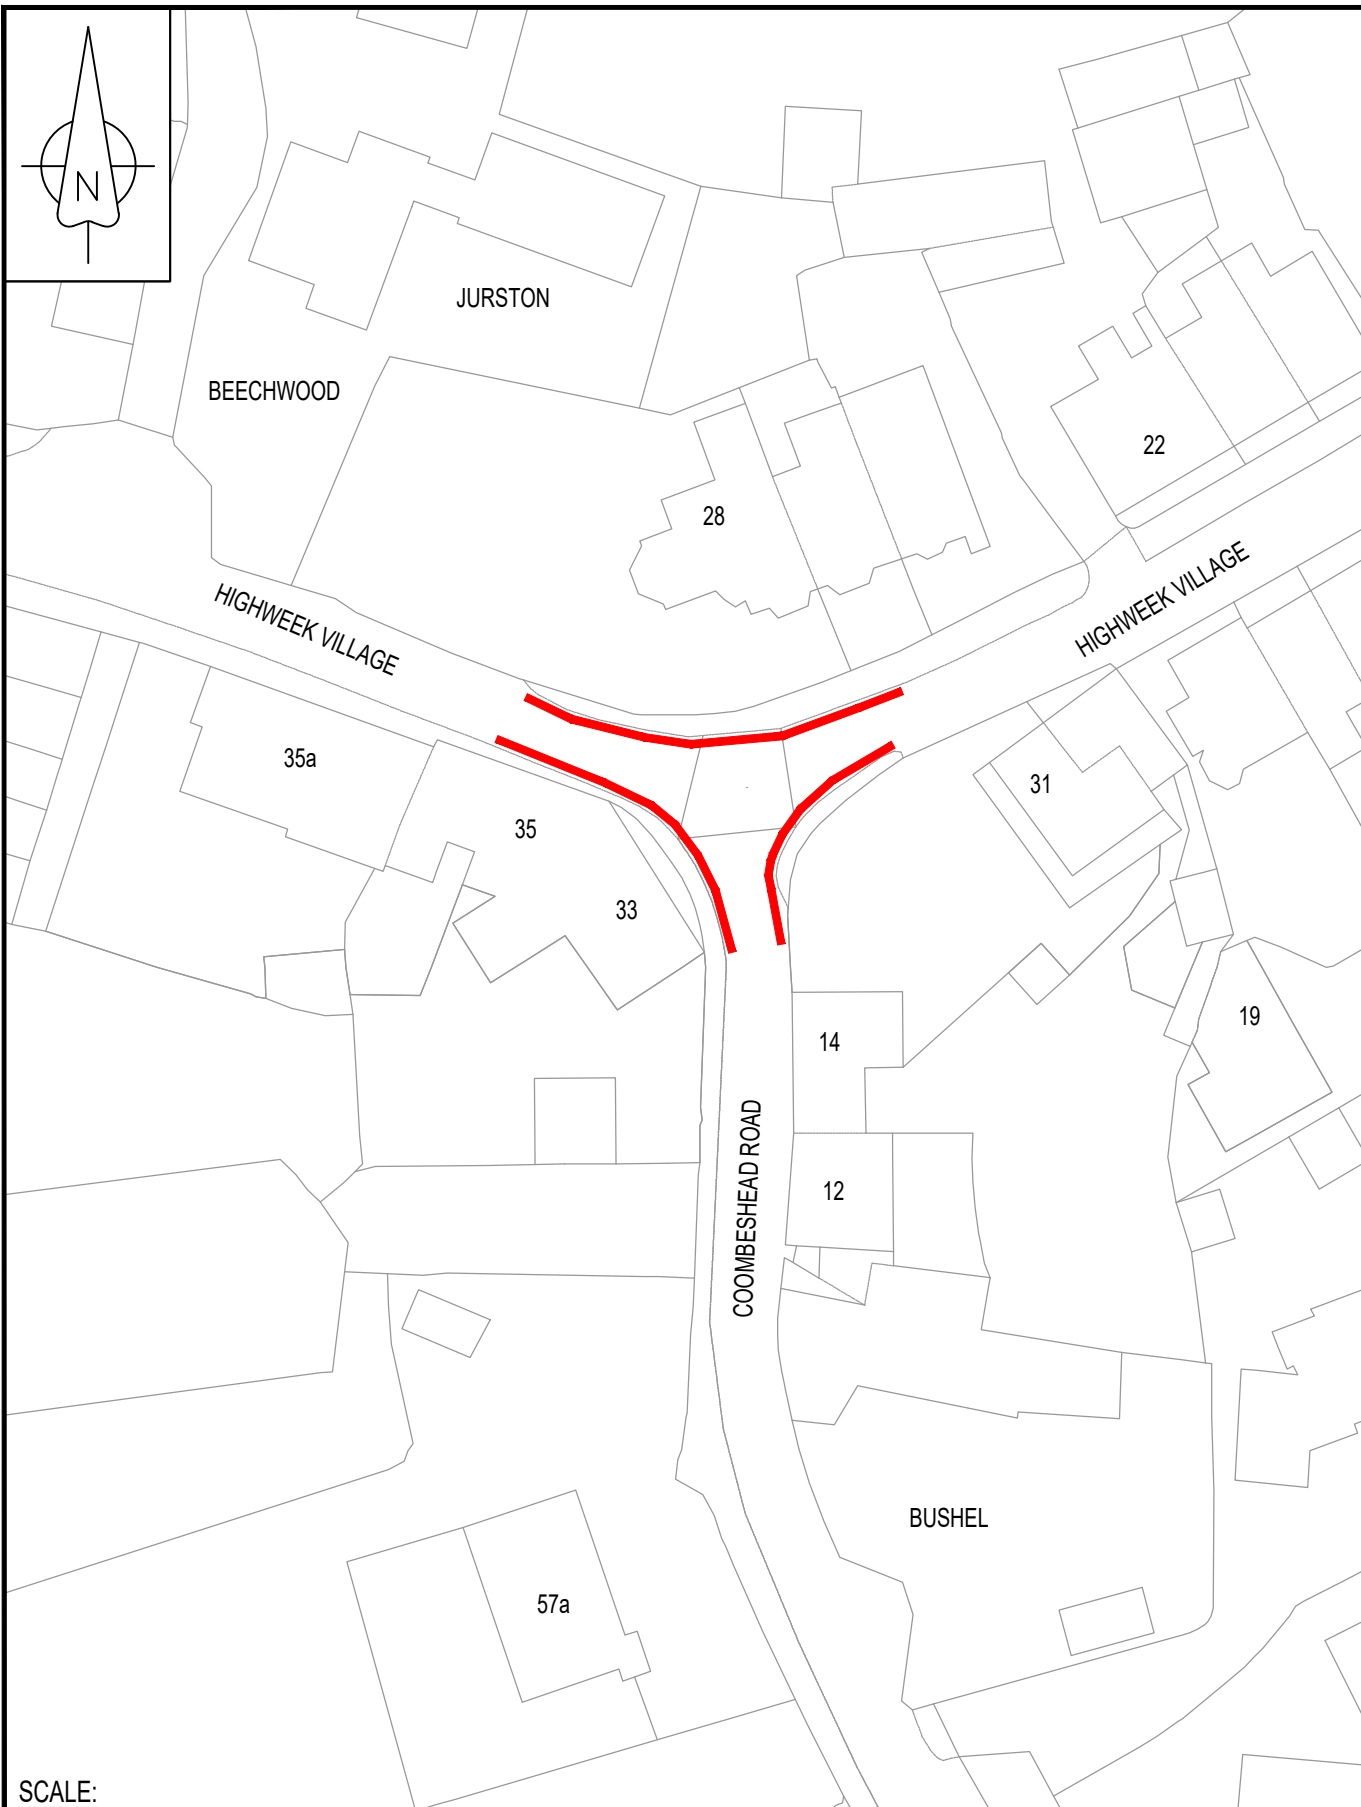 N
JURSTON
BEECHWOOD
22
28
HIGHWEEK VILLAGE
HIGHWEEK VILLAGE
35a
31
35
33
19
14
COOMBESHEAD ROAD
12
BUSHEL
57a
SCALE: